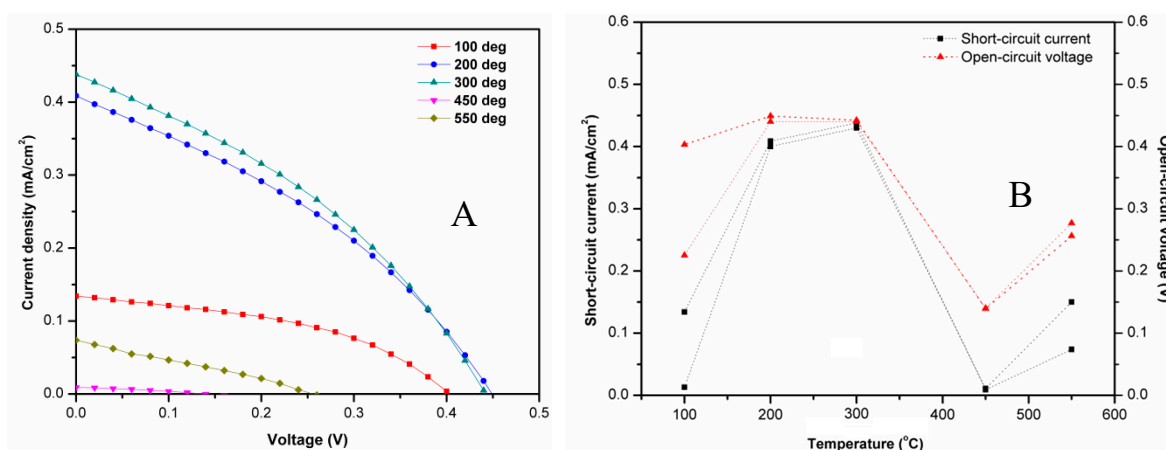 0.5
0.4
0.3
0.2
0.1
0.0
Current density (mA/cm²)
100 deg
200 deg
300 deg
450 deg
550 deg
A
0.0 0.1 0.2 0.3 0.4 0.5
Voltage (V)
0.6
0.5
0.4
0.3
0.2
0.1
0.0
Short-circuit current (mA/cm²)
Short-circuit current
Open-circuit voltage
B
0.6
0.5
0.4
0.3
0.2
0.1
0.0
Open-circuit voltage (V)
100 200 300 400 500 600
Temperature (°C)